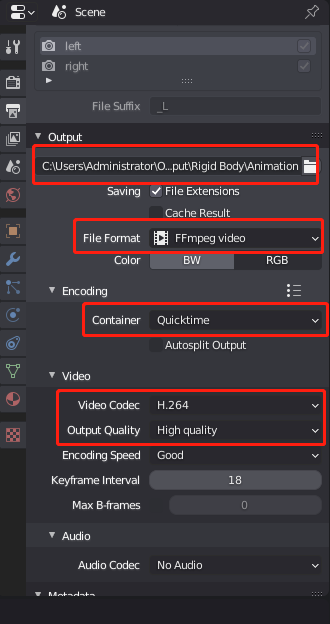 Scene
left
right
File Suffix _L
Output
C:\Users\Administrator\O...put\Rigid Body\Animation
Saving File Extensions
Cache Result
File Format FFmpeg video
Color BW RGB
Encoding
Container Quicktime
Autosplit Output
Video
Video Codec H.264
Output Quality High quality
Encoding Speed Good
Keyframe Interval 18
Max B-frames 0
Audio
Audio Codec No Audio
Metadata